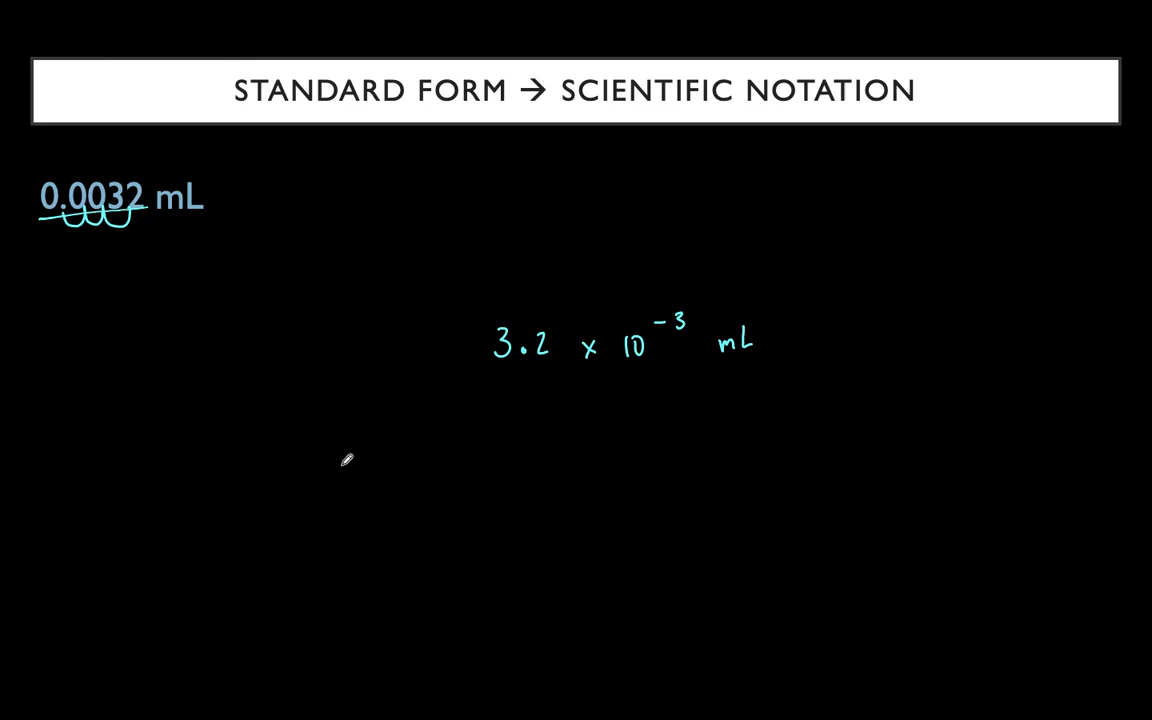 STANDARD FORM → SCIENTIFIC NOTATION
0.0032 mL
3.2 x 10⁻³ mL